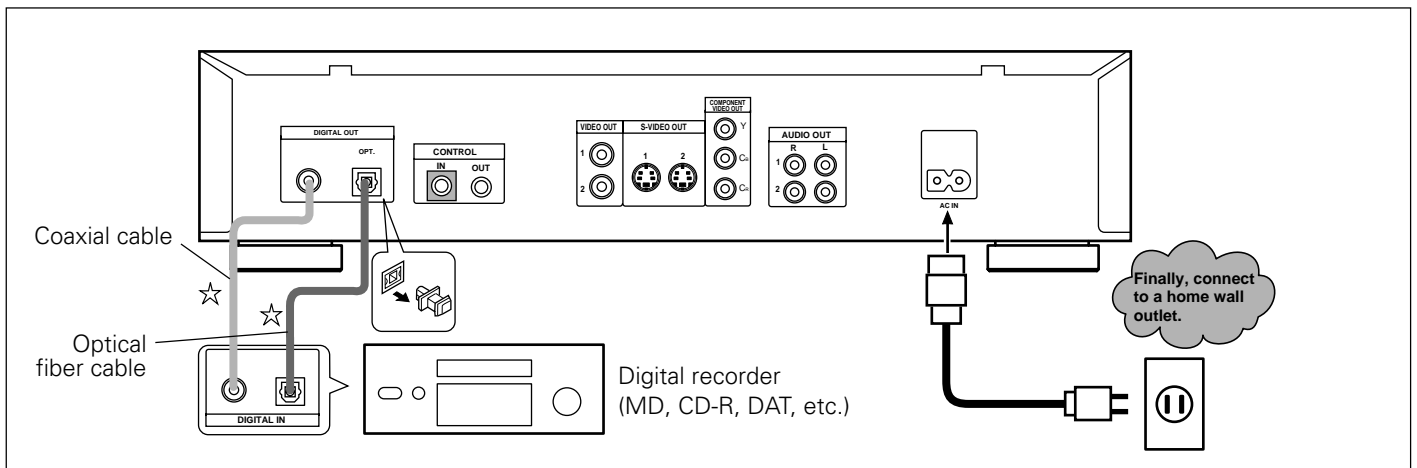 DIGITAL OUT
OPT.
CONTROL
IN
OUT
VIDEO OUT
1
2
S-VIDEO OUT
1 2
COMPONENT
VIDEO OUT
Y
CB
CR
AUDIO OUT
R L
1
2
AC IN
Coaxial cable
☆
☆
Optical
fiber cable
DIGITAL IN
Digital recorder
(MD, CD-R, DAT, etc.)
Finally, connect
to a home wall
outlet.